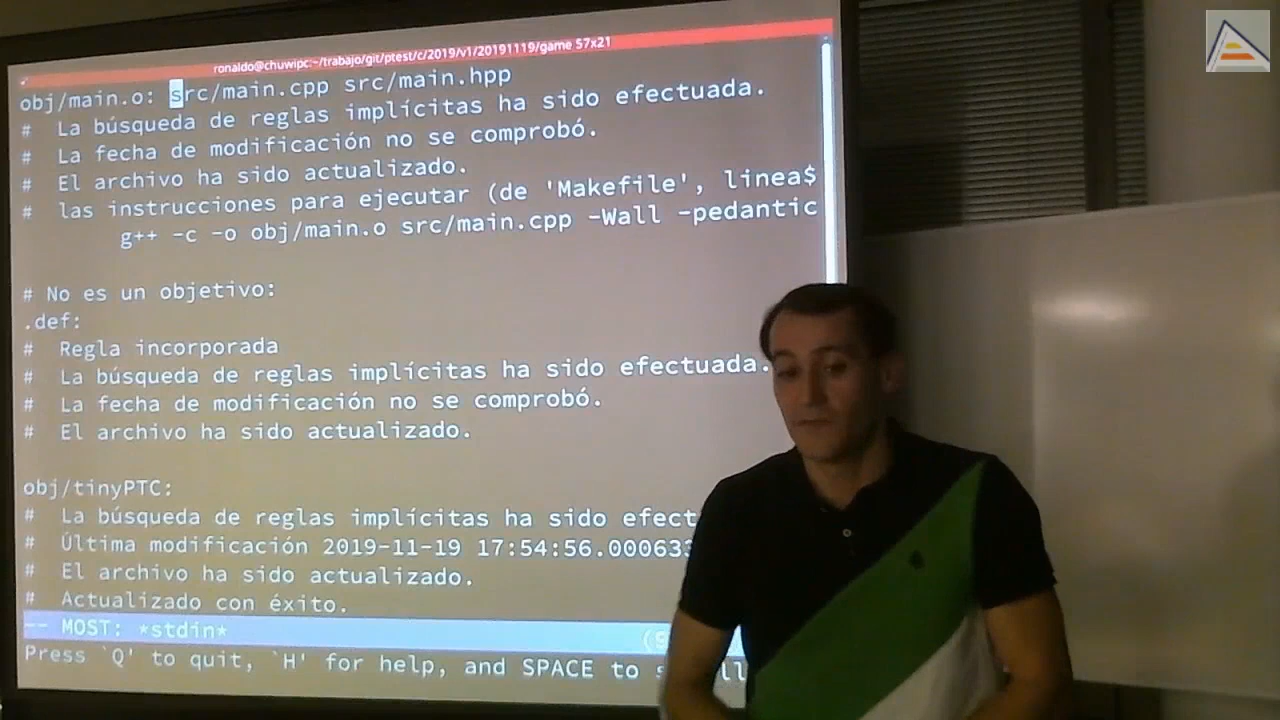 ronaldo@chuwipc:~/trabajo/git/ptest/c/2019/v1/20191119/game 57x21
obj/main.o: src/main.cpp src/main.hpp
#  La búsqueda de reglas implícitas ha sido efectuada.
#  La fecha de modificación no se comprobó.
#  El archivo ha sido actualizado.
#  las instrucciones para ejecutar (de 'Makefile', línea$
g++ -c -o obj/main.o src/main.cpp -Wall -pedantic
# No es un objetivo:
.def:
#  Regla incorporada
#  La búsqueda de reglas implícitas ha sido efectuada.
#  La fecha de modificación no se comprobó.
#  El archivo ha sido actualizado.
obj/tinyPTC:
#  La búsqueda de reglas implícitas ha sido efect
#  Última modificación 2019-11-19 17:54:56.00063
#  El archivo ha sido actualizado.
#  Actualizado con éxito.
-- MOST: *stdin*
Press `Q' to quit, `H' for help, and SPACE to